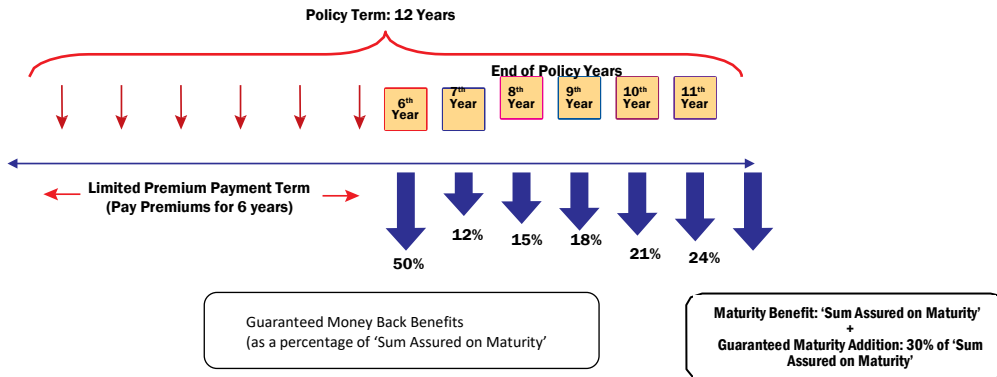 Policy Term: 12 Years
End of Policy Years
6th
Year
7th
Year
8th
Year
9th
Year
10th
Year
11th
Year
Limited Premium Payment Term
(Pay Premiums for 6 years)
50%
12%
15%
18%
21%
24%
Guaranteed Money Back Benefits
(as a percentage of ‘Sum Assured on Maturity’
Maturity Benefit: ‘Sum Assured on Maturity’
+
Guaranteed Maturity Addition: 30% of ‘Sum
Assured on Maturity’